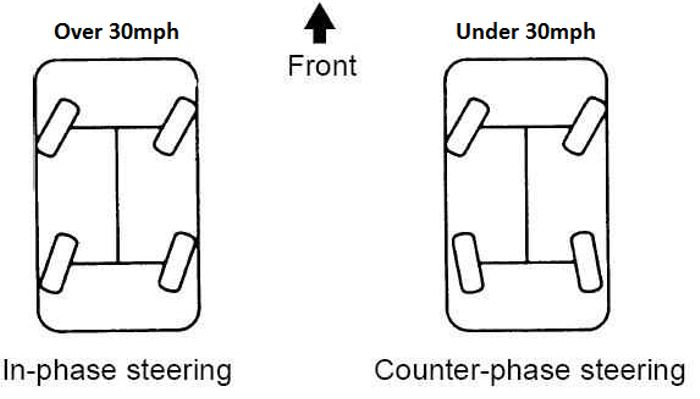 Over 30mph
Front
Under 30mph
In-phase steering
Counter-phase steering